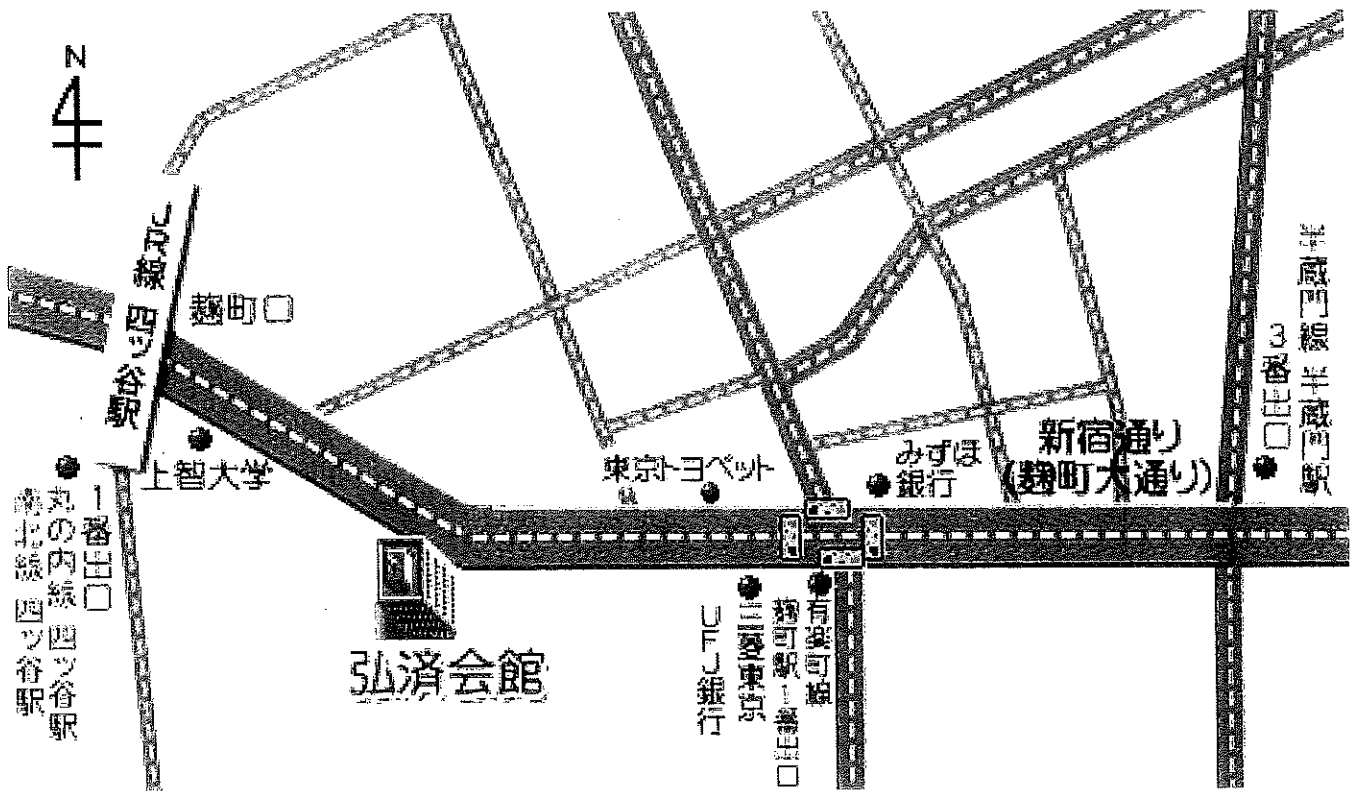 N
JR線 四ツ谷駅
麹町口
上智大学
1番出口
丸の内線 四ツ谷駅
南北線 四ツ谷駅
弘済会館
東京トヨペット
みずほ
銀行
新宿通り
(麹町大通り)
半蔵門線 半蔵門駅
3番出口
有楽町線
麹町駅1番出口
三菱東京
UFJ銀行